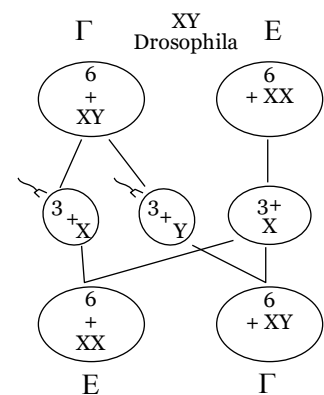 Γ
XY
Drosophila
E
6
+
XY
6
+ XX
3
+X
3
+Y
3+
X
6
+
XX
6
+ XY
E
Γ